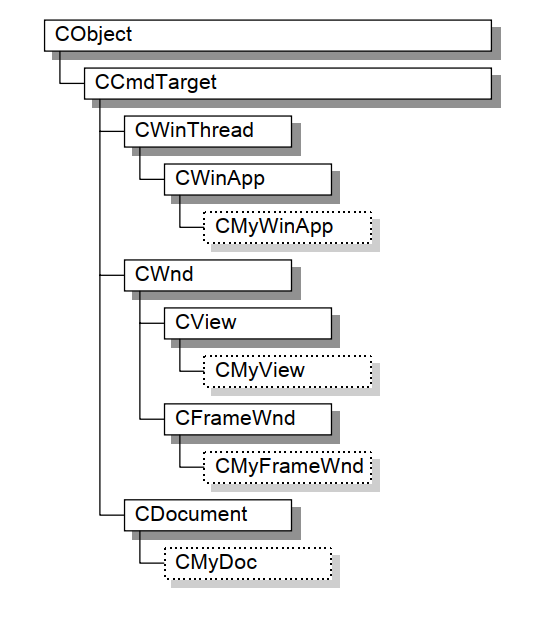 CObject
CCmdTarget
CWinThread
CWinApp
CMyWinApp
CWnd
CView
CMyView
CFrameWnd
CMyFrameWnd
CDocument
CMyDoc